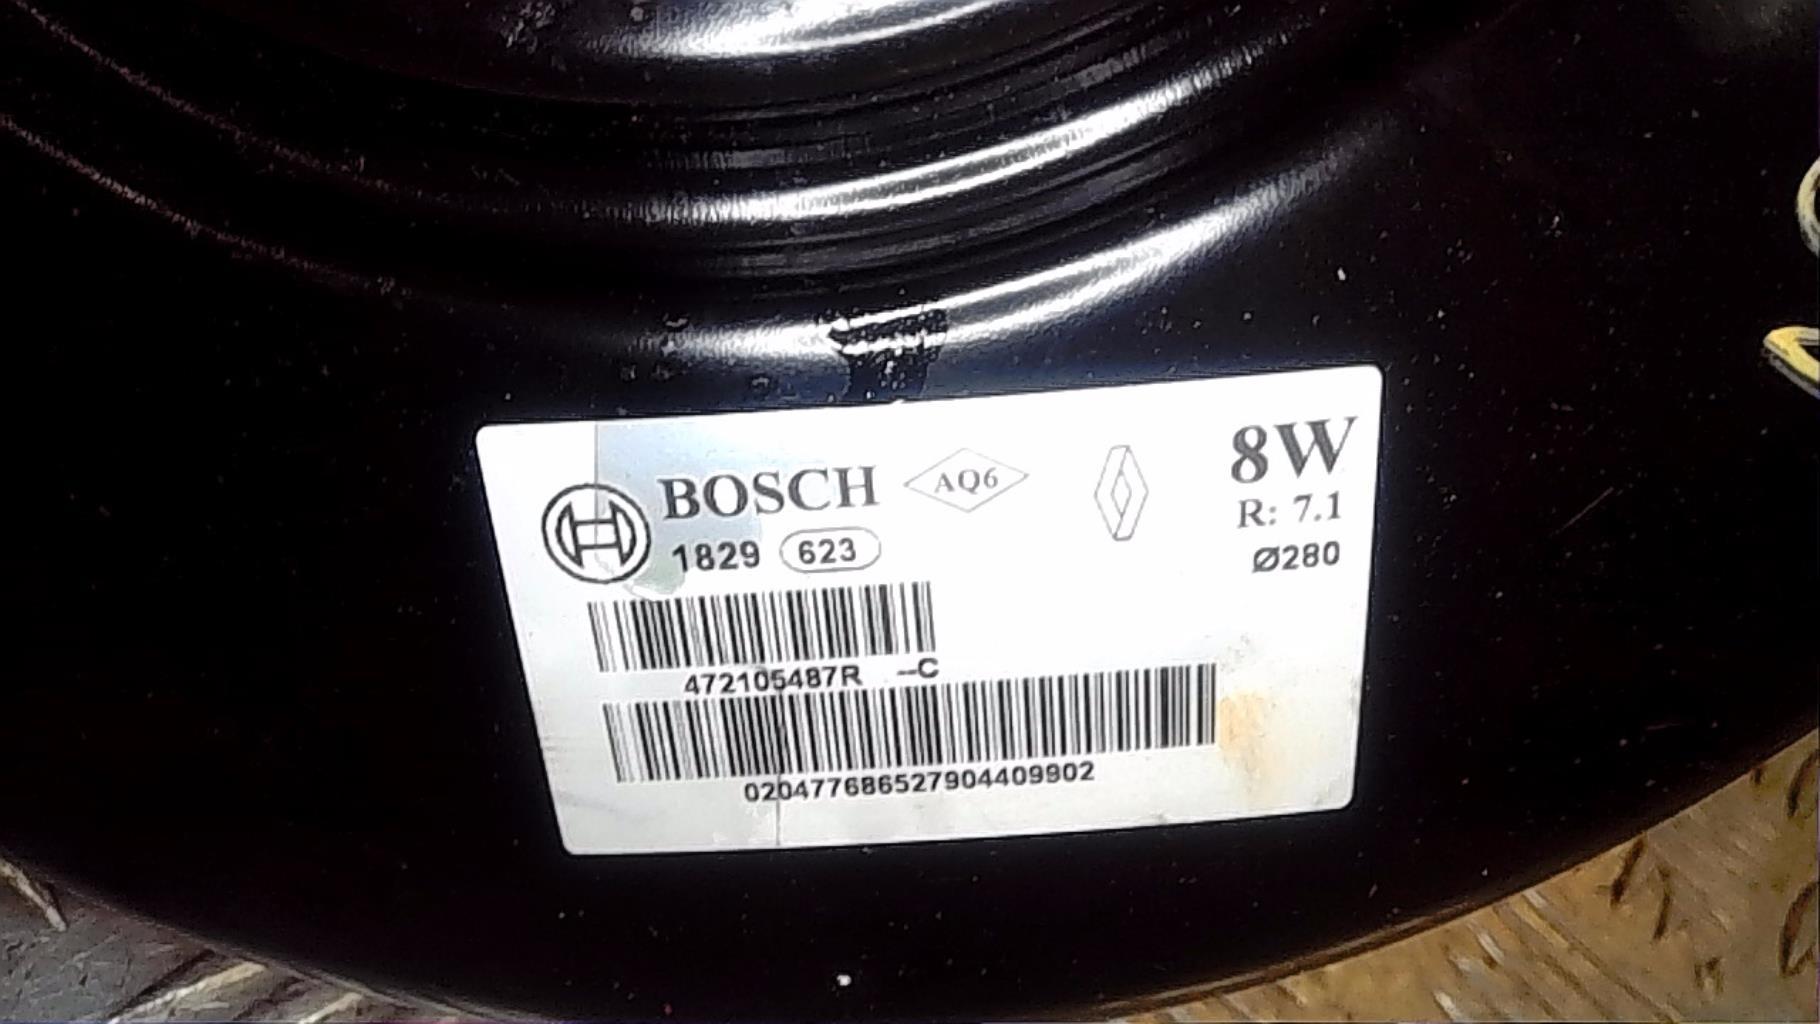 BOSCH AQ6 8W
1829 623 R: 7.1
Ø280
472105487R --C
020477686527904409902